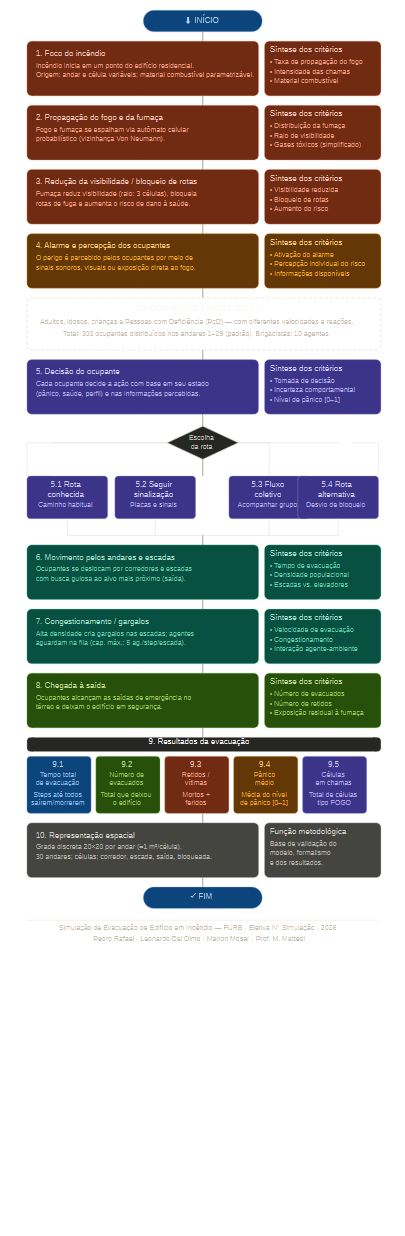 ⬇ INÍCIO
1. Foco do incêndio
Incêndio inicia em um ponto do edifício residencial.
Origem: andar e célula variáveis; material combustível parametrizável.
Síntese dos critérios
• Taxa de propagação do fogo
• Intensidade das chamas
• Material combustível
2. Propagação do fogo e da fumaça
Fogo e fumaça se espalham via autômato celular
probabilístico (vizinhança Von Neumann).
Síntese dos critérios
• Distribuição da fumaça
• Raio de visibilidade
• Gases tóxicos (simplificado)
3. Redução da visibilidade / bloqueio de rotas
Fumaça reduz visibilidade (raio: 3 células), bloqueia
rotas de fuga e aumenta o risco de dano à saúde.
Síntese dos critérios
• Visibilidade reduzida
• Bloqueio de rotas
• Aumento do risco
4. Alarme e percepção dos ocupantes
O perigo é percebido pelos ocupantes por meio de
sinais sonoros, visuais ou exposição direta ao fogo.
Síntese dos critérios
• Ativação do alarme
• Percepção individual do risco
• Informações disponíveis
Adultos, idosos, crianças e Pessoas com Deficiência (PcD) — com diferentes velocidades e reações.
Total: 300 ocupantes distribuídos nos andares 1–29 (padrão). Brigadistas: 10 agentes.
5. Decisão do ocupante
Cada ocupante decide a ação com base em seu estado
(pânico, saúde, perfil) e nas informações percebidas.
Síntese dos critérios
• Tomada de decisão
• Incerteza comportamental
• Nível de pânico [0–1]
Escolha
da rota
5.1 Rota
conhecida
Caminho habitual
5.2 Seguir
sinalização
Placas e sinais
5.3 Fluxo
coletivo
Acompanhar grupo
5.4 Rota
alternativa
Desvio de bloqueio
6. Movimento pelos andares e escadas
Ocupantes se deslocam por corredores e escadas
com busca gulosa ao alvo mais próximo (saída).
Síntese dos critérios
• Tempo de evacuação
• Densidade populacional
• Escadas vs. elevadores
7. Congestionamento / gargalos
Alta densidade cria gargalos nas escadas; agentes
aguardam na fila (cap. máx.: 5 ag./step/escada).
Síntese dos critérios
• Velocidade de evacuação
• Congestionamento
• Interação agente-ambiente
8. Chegada à saída
Ocupantes alcançam as saídas de emergência no
térreo e deixam o edifício em segurança.
Síntese dos critérios
• Número de evacuados
• Número de retidos
• Exposição residual à fumaça
9. Resultados da evacuação
9.1
Tempo total
de evacuação
Steps até todos
saírem/morrerem
9.2
Número de
evacuados
Total que deixou
o edifício
9.3
Retidos /
vítimas
Mortos +
feridos
9.4
Pânico
médio
Média do nível
de pânico [0–1]
9.5
Células
em chamas
Total de células
tipo FOGO
10. Representação espacial
Grade discreta 20×20 por andar (≈1 m²/célula).
30 andares; células: corredor, escada, saída, bloqueada.
Função metodológica
Base de validação do
modelo, formalismo
e dos resultados.
✓ FIM
Simulação de Evacuação de Edifício em Incêndio — FURB · Eletiva IV: Simulação · 2026
Pedro Rafael · Leonardo Dal'Olmo · Marlon Moser · Prof. M. Mattedi